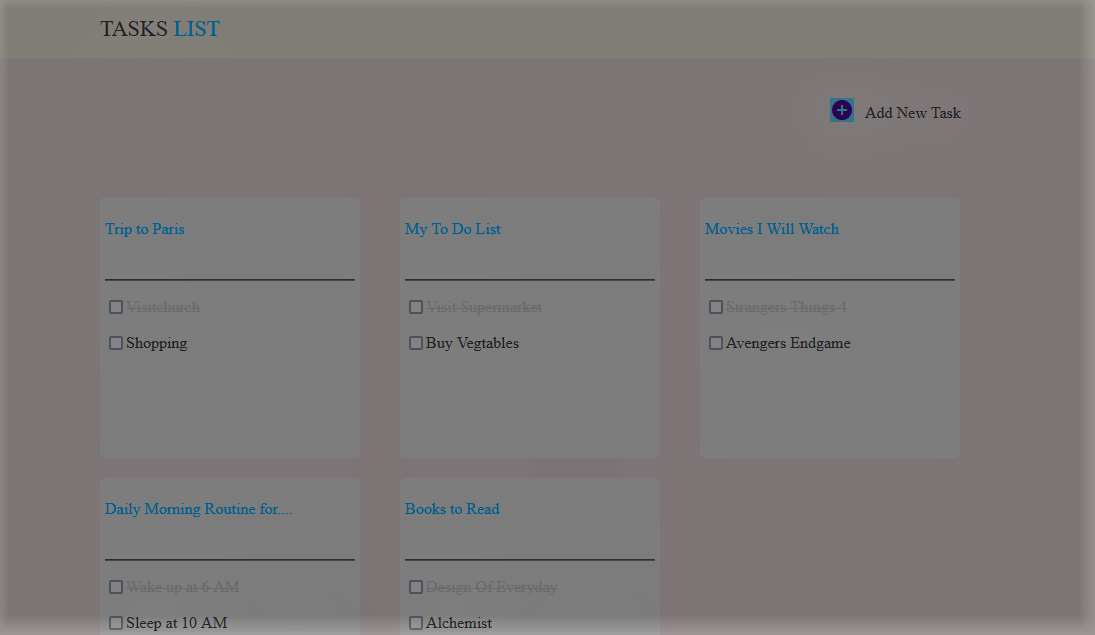 TASKS LIST
Add New Task
Trip to Paris
My To Do List
Movies I Will Watch
Visitchurch
Visit Supermarket
Strangers Things 4
Shopping
Buy Vegtables
Avengers Endgame
Daily Morning Routine for....
Books to Read
Wake up at 6 AM
Design Of Everyday
Sleep at 10 AM
Alchemist